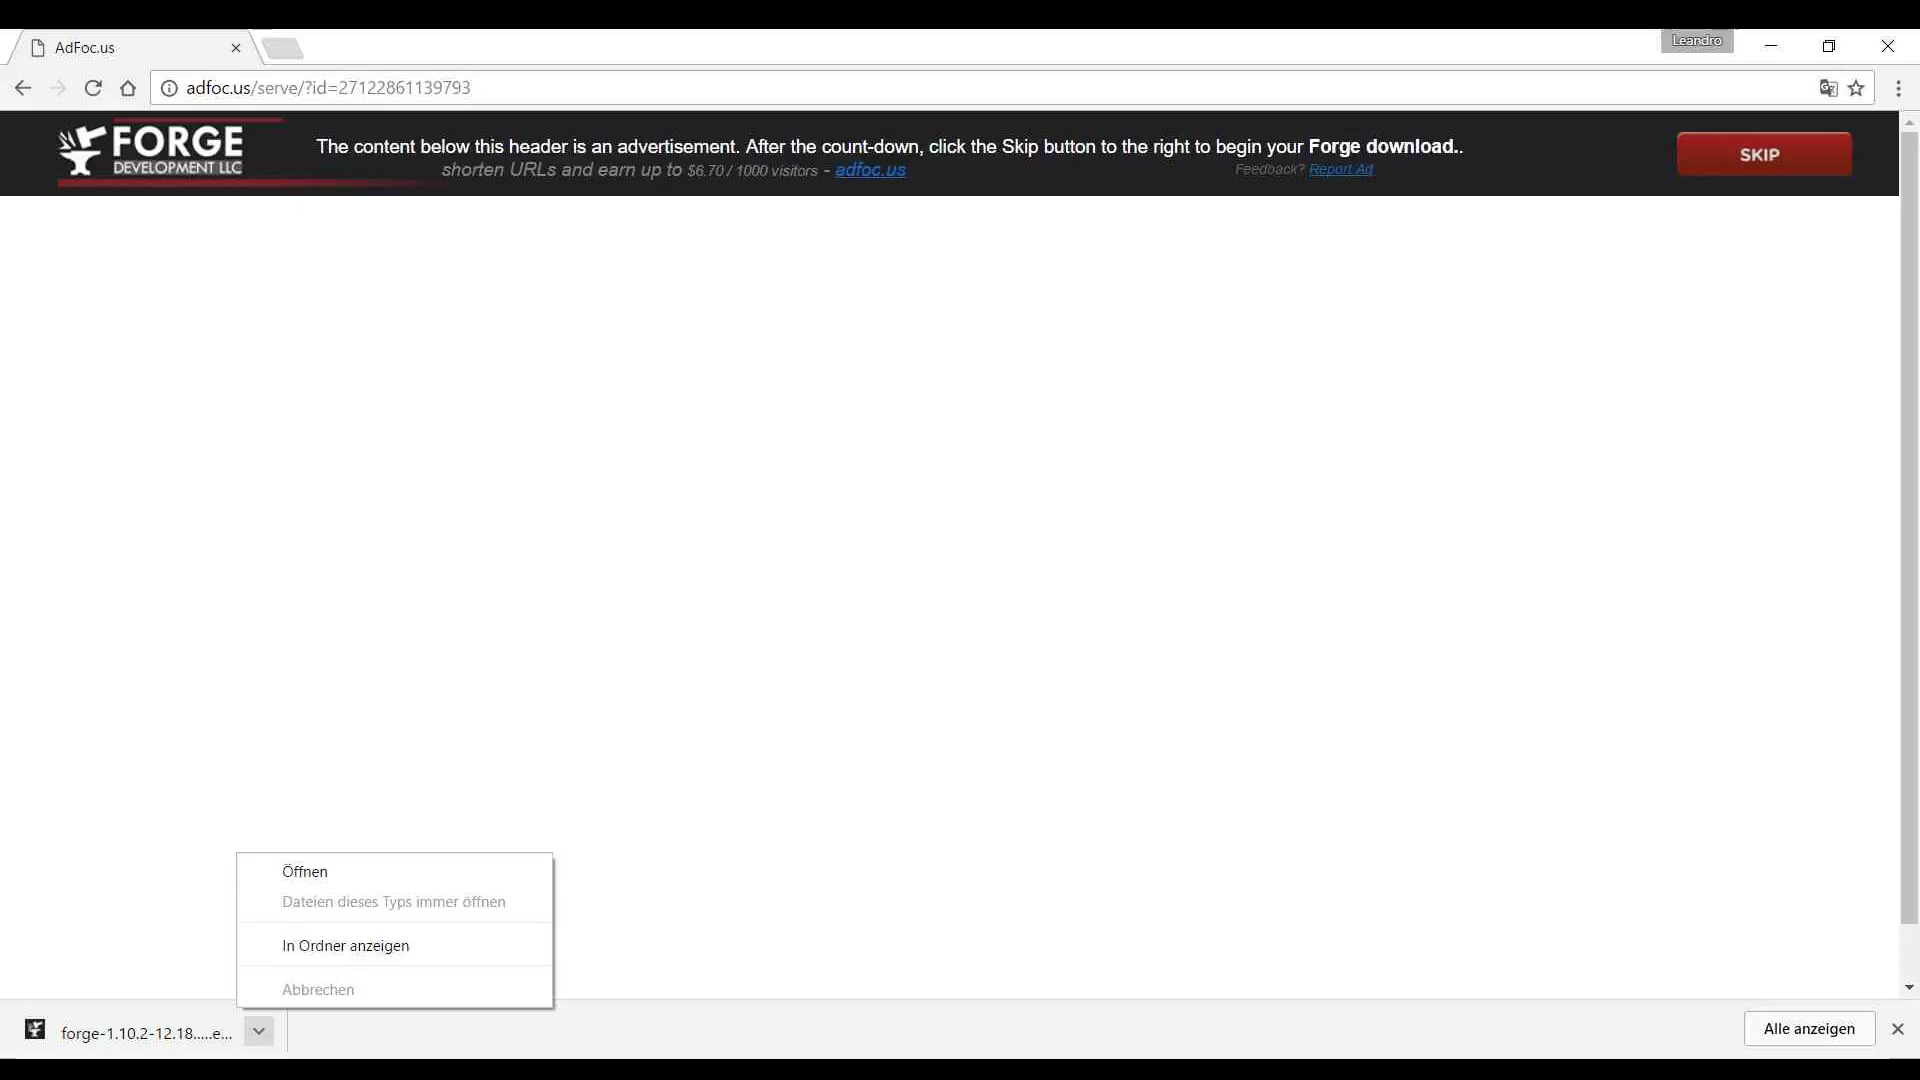 AdFoc.us
Leandro
adfoc.us/serve/?id=27122861139793
FORGE
DEVELOPMENT LLC
The content below this header is an advertisement. After the count-down, click the Skip button to the right to begin your Forge download..
shorten URLs and earn up to $6.70 / 1000 visitors - adfoc.us
Feedback? Report Ad
SKIP
Öffnen
Dateien dieses Typs immer öffnen
In Ordner anzeigen
Abbrechen
forge-1.10.2-12.18.....e...
Alle anzeigen